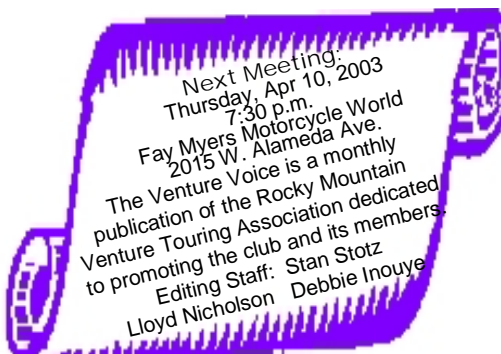 Next Meeting:
Thursday, Apr 10, 2003
7:30 p.m.
Fay Myers Motorcycle World
2015 W. Alameda Ave.
The Venture Voice is a monthly
publication of the Rocky Mountain
Venture Touring Association dedicated
to promoting the club and its members.
Editing Staff: Stan Stotz
Lloyd Nicholson Debbie Inouye